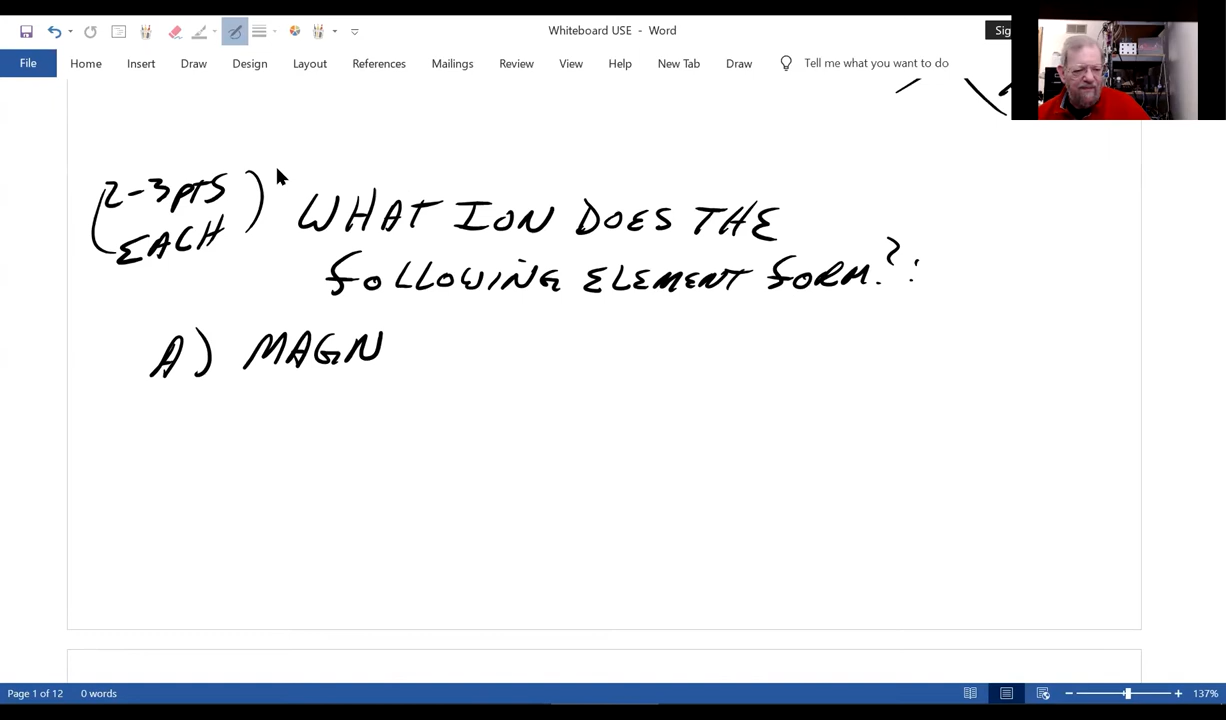 Whiteboard USE - Word
Sig
File Home Insert Draw Design Layout References Mailings Review View Help New Tab Draw Tell me what you want to do
(2-3pts EACH) WHAT ION DOES THE
FOLLOWING ELEMENT FORM?:
A) MAGN
Page 1 of 12 0 words 137%